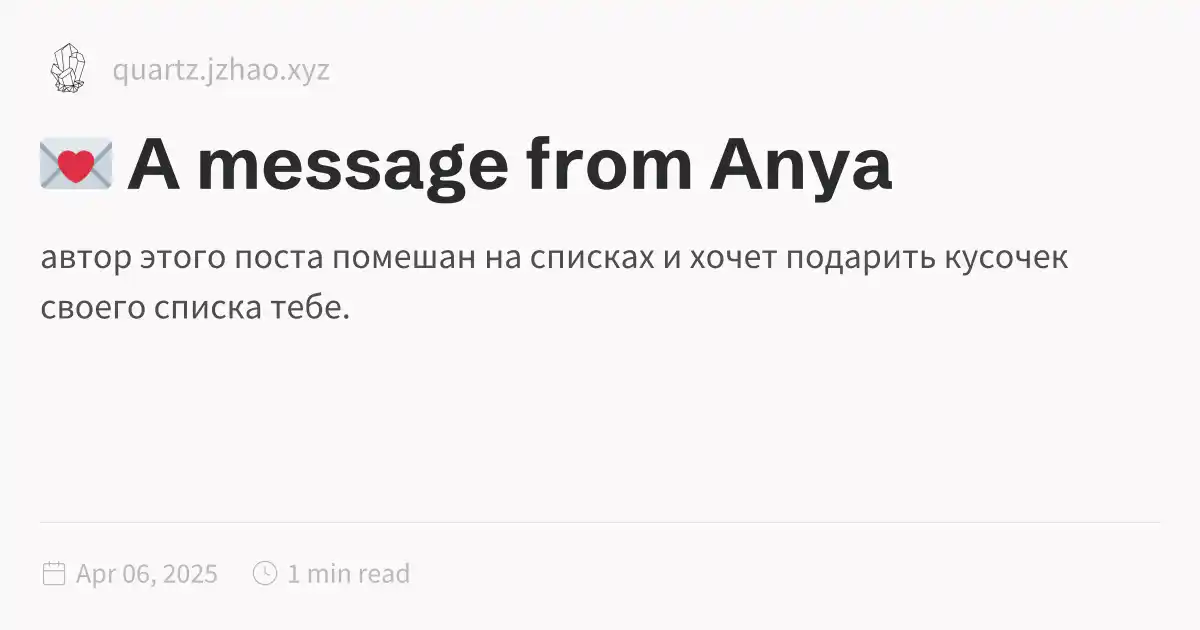 quartz.jzhao.xyz
💌 A message from Anya
автор этого поста помешан на списках и хочет подарить кусочек
своего списка тебе.
Apr 06, 2025 1 min read